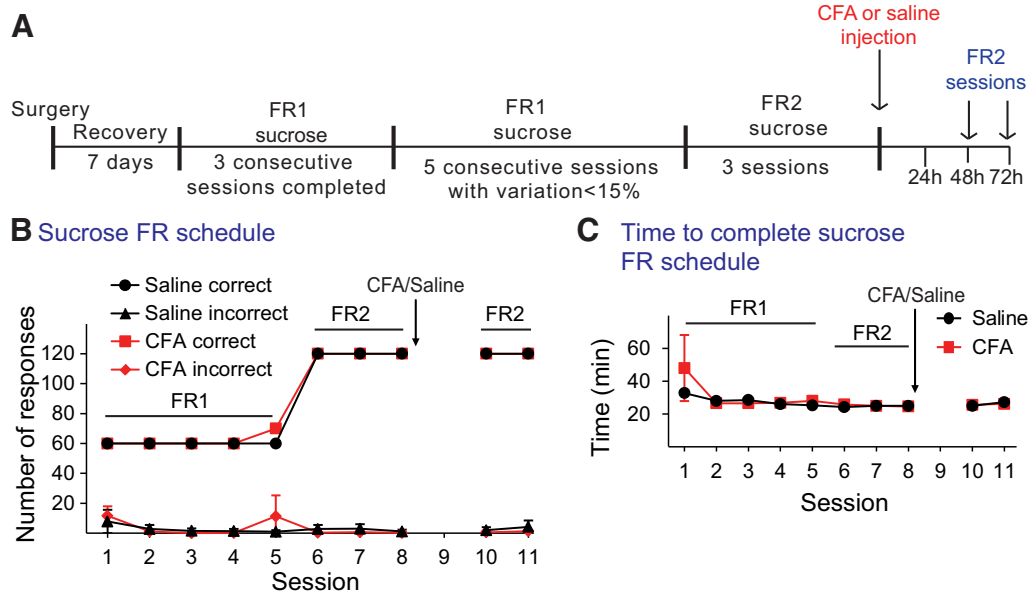 A
CFA or saline
injection
FR2
sessions
Surgery
Recovery
7 days
FR1
sucrose
3 consecutive
sessions completed
FR1
sucrose
5 consecutive sessions
with variation<15%
FR2
sucrose
3 sessions
24h 48h 72h
B Sucrose FR schedule
Saline correct
Saline incorrect
CFA correct
CFA incorrect
CFA/Saline
FR2
FR2
FR1
Number of responses
120
100
80
60
40
20
1 2 3 4 5 6 7 8 9 10 11
Session
C Time to complete sucrose
FR schedule
CFA/Saline
Saline
CFA
FR1
FR2
Time (min)
60
40
20
1 2 3 4 5 6 7 8 9 10 11
Session